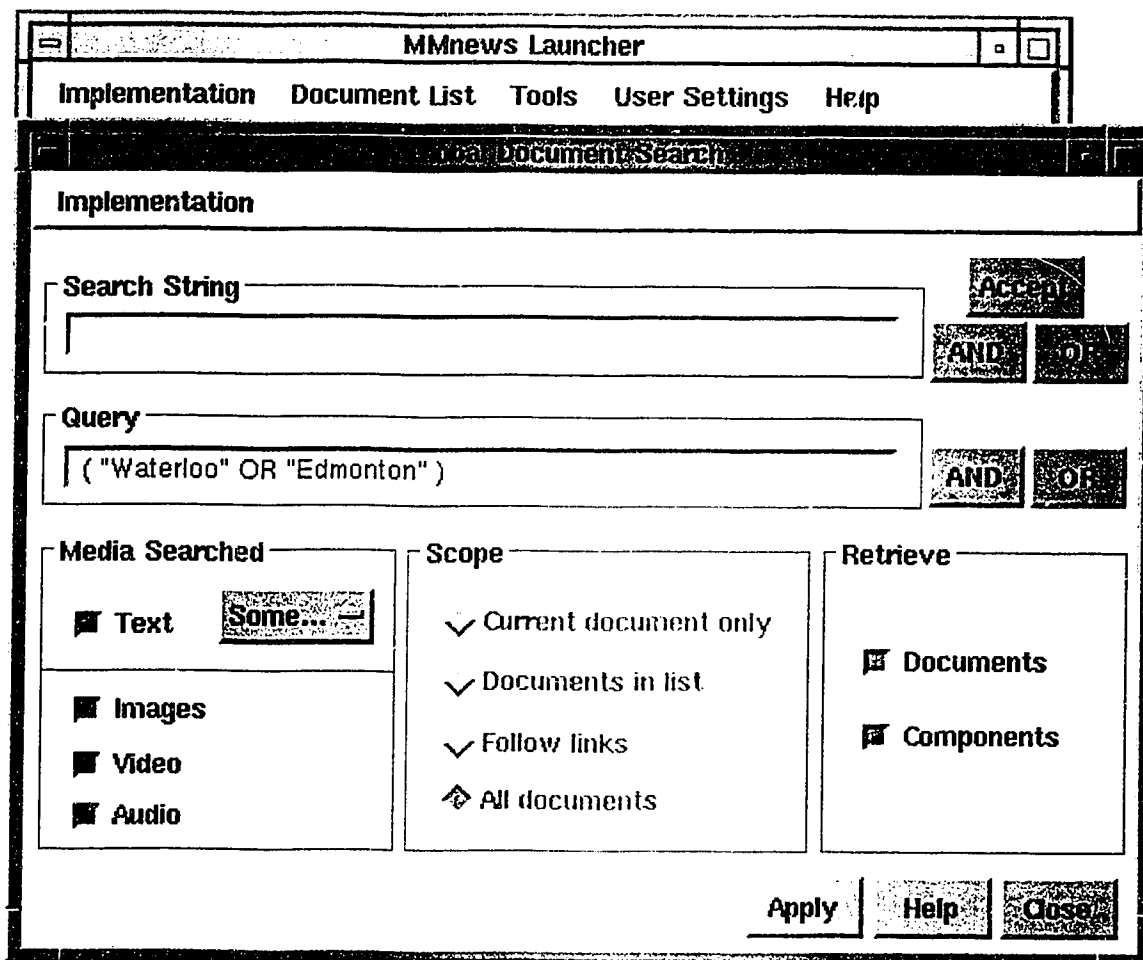 MMnews Launcher
Implementation Document List Tools User Settings Help
Document Search
Implementation
Search String
Accept
AND OR
Query
( "Waterloo" OR "Edmonton" )
AND OR
Media Searched
Scope
Retrieve
Text Some...
Current document only
Documents in list
Documents
Images
Follow links
Components
Video
All documents
Audio
Apply Help Close